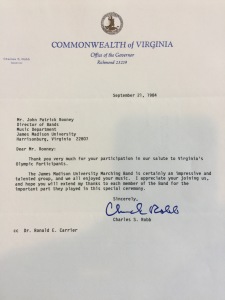 COMMONWEALTH of VIRGINIA
Office of the Governor
Richmond 23219
September 21, 1984
Mr. John Patrick Rooney
Director of Bands
Music Department
James Madison University
Harrisonburg, Virginia 22807
Dear Mr. Rooney:
Thank you very much for your participation in our salute to Virginia's
Olympic Participants.
The James Madison University Marching Band is certainly an impressive and
talented group, and we all enjoyed your music. I appreciate your joining us,
and hope you will extend my thanks to each member of the Band for the
important part they played in this special ceremony.
Sincerely,
Chuck Robb
Charles S. Robb
cc: Dr. Ronald E. Carrier